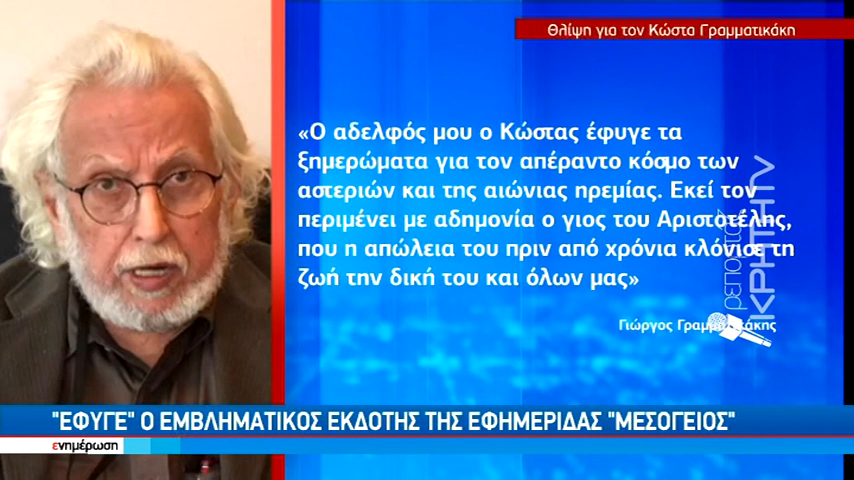 Θλίψη για τον Κώστα Γραμματικάκη
«Ο αδελφός μου ο Κώστας έφυγε τα
ξημερώματα για τον απέραντο κόσμο των
αστεριών και της αιώνιας ηρεμίας. Εκεί τον
περιμένει με αδημονία ο γιος του Αριστοτέλης,
που η απώλεια του πριν από χρόνια κλόνισε τη
ζωή την δική του και όλων μας»
Γιώργος Γραμματικάκης
ρεπορτάζ
ΚΡΗΤΗ TV
"ΕΦΥΓΕ" Ο ΕΜΒΛΗΜΑΤΙΚΟΣ ΕΚΔΟΤΗΣ ΤΗΣ ΕΦΗΜΕΡΙΔΑΣ "ΜΕΣΟΓΕΙΟΣ"
ενημέρωση